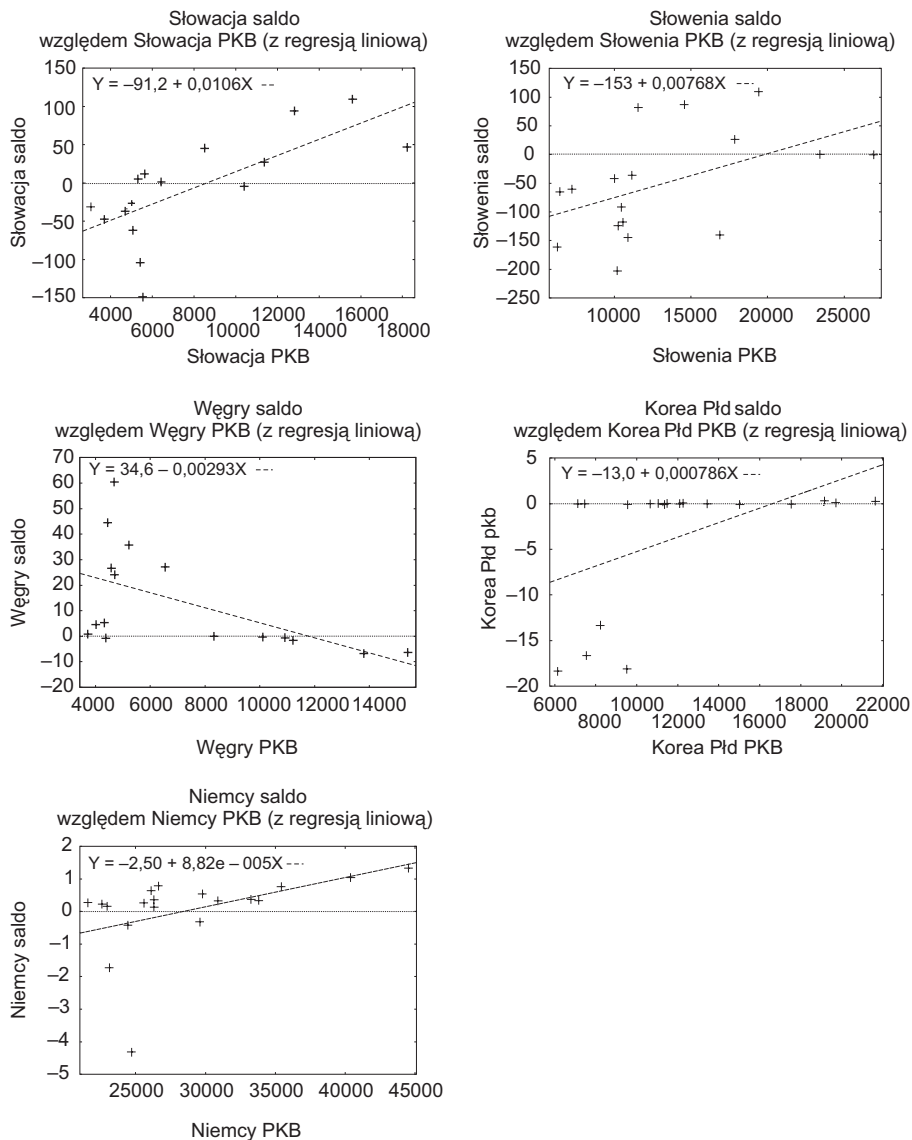 Słowacja saldo
względem Słowacja PKB (z regresją liniową)
Y = –91,2 + 0,0106X
150
100
50
0
–50
–100
–150
Słowacja saldo
4000 8000 12000 16000
6000 10000 14000 18000
Słowacja PKB
Słowenia saldo
względem Słowenia PKB (z regresją liniową)
Y = –153 + 0,00768X
150
100
50
0
–50
–100
–150
–200
–250
Słowenia saldo
10000 15000 20000 25000
Słowenia PKB
Węgry saldo
względem Węgry PKB (z regresją liniową)
Y = 34,6 – 0,00293X
70
60
50
40
30
20
10
0
–10
–20
Węgry saldo
4000 6000 8000 10000 12000 14000
Węgry PKB
Korea Płd saldo
względem Korea Płd PKB (z regresją liniową)
Y = –13,0 + 0,000786X
5
0
–5
–10
–15
–20
Korea Płd pkb
6000 10000 14000 18000 22000
8000 12000 16000 20000
Korea Płd PKB
Niemcy saldo
względem Niemcy PKB (z regresją liniową)
Y = –2,50 + 8,82e – 005X
2
1
0
–1
–2
–3
–4
–5
Niemcy saldo
25000 30000 35000 40000 45000
Niemcy PKB